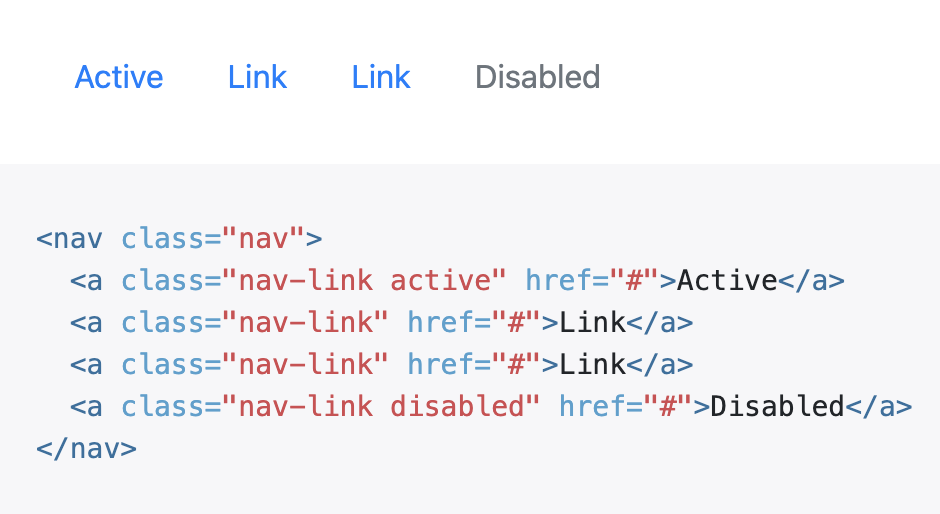 Active Link Link Disabled
<nav class="nav">
  <a class="nav-link active" href="#">Active</a>
  <a class="nav-link" href="#">Link</a>
  <a class="nav-link" href="#">Link</a>
  <a class="nav-link disabled" href="#">Disabled</a>
</nav>